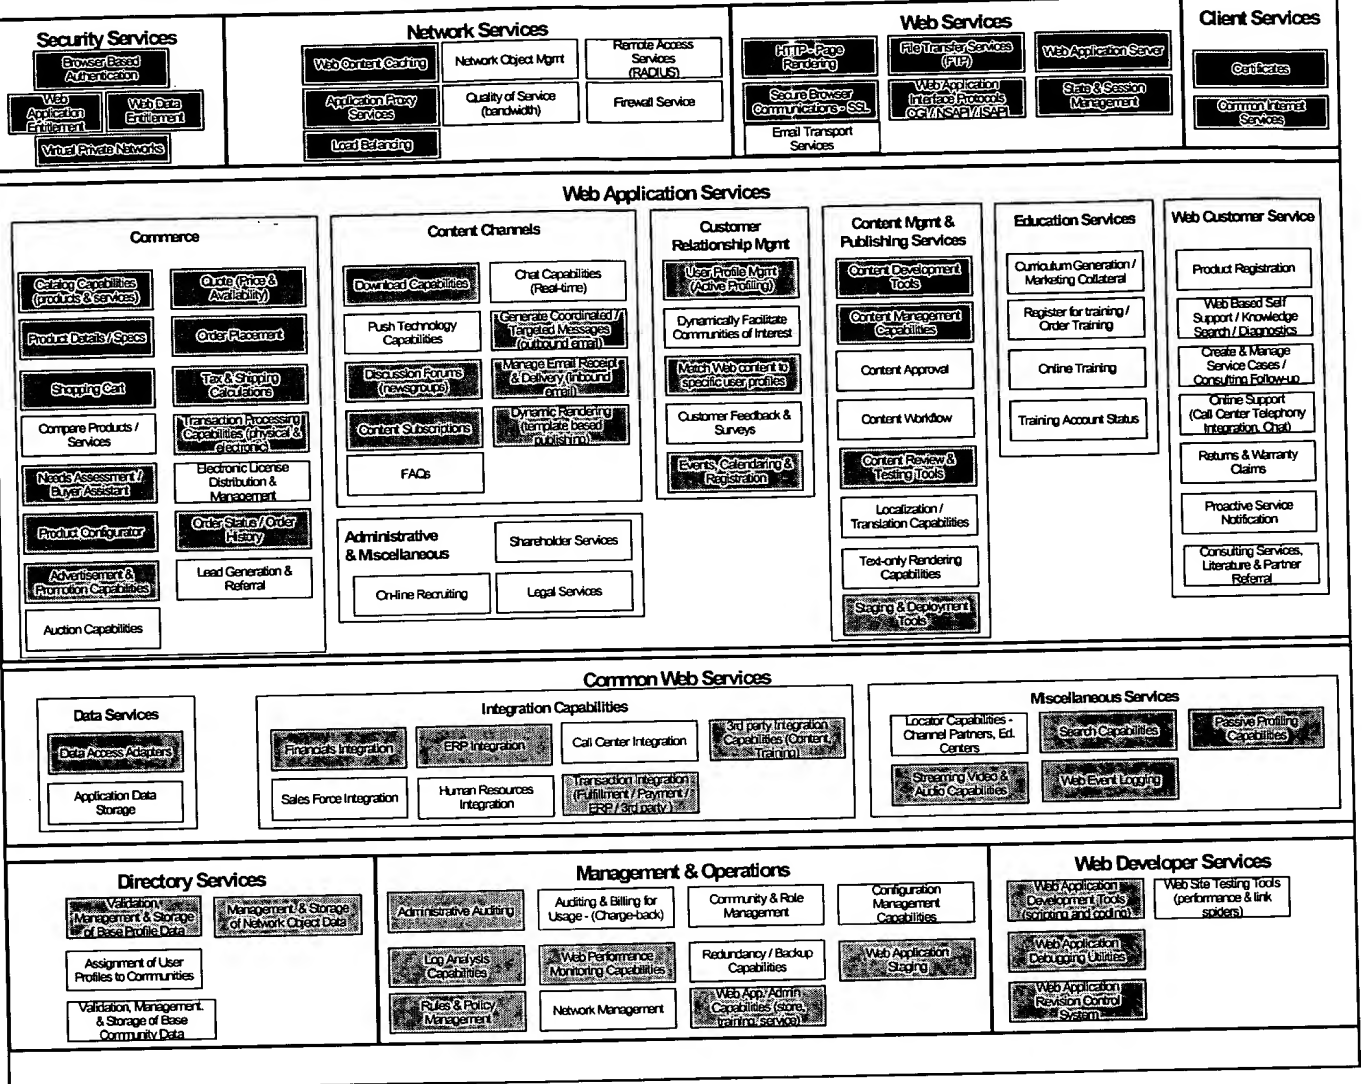 Security Services
Browser Based
Authentication
Web
Application
Entitlement
Web Data
Entitlement
Virtual Private Networks
Network Services
Web Content Caching
Network Object Mgmt
Remote Access
Services
(RADIUS)
Application Proxy
Services
Quality of Service
(bandwidth)
Firewall Service
Load Balancing
Web Services
HTTP - Page
Rendering
File Transfer Services
(FTP)
Web Application Server
Secure Browser
Communications - SSL
Web Application
Interface Protocols
CGI / NSAPI / ISAPI
State & Session
Management
Email Transport
Services
Client Services
Certificates
Common Internet
Services
Web Application Services
Commerce
Catalog Capabilities
(products & services)
Quote (Price &
Availability)
Product Details / Specs
Order Placement
Shopping Cart
Tax & Shipping
Calculations
Compare Products /
Services
Transaction Processing
Capabilities (physical &
electronic)
Needs Assessment /
Buyer Assistant
Electronic License
Distribution &
Management
Product Configurator
Order Status / Order
History
Advertisement &
Promotion Capabilities
Lead Generation &
Referral
Auction Capabilities
Content Channels
Download Capabilities
Chat Capabilities
(Real-time)
Push Technology
Capabilities
Generate Coordinated /
Targeted Messages
(outbound email)
Discussion Forums
(newsgroups)
Manage Email Receipt
& Delivery (inbound
email)
Content Subscriptions
Dynamic Rendering
(template based
publishing)
FAQs
Administrative
& Miscellaneous
Shareholder Services
On-line Recruiting
Legal Services
Customer
Relationship Mgmt
User Profile Mgmt
(Active Profiling)
Dynamically Facilitate
Communities of Interest
Match Web content to
specific user profiles
Customer Feedback &
Surveys
Events, Calendaring &
Registration
Content Mgmt &
Publishing Services
Content Development
Tools
Content Management
Capabilities
Content Approval
Content Workflow
Content Review &
Testing Tools
Localization /
Translation Capabilities
Text-only Rendering
Capabilities
Staging & Deployment
Tools
Education Services
Curriculum Generation /
Marketing Collateral
Register for training /
Order Training
Online Training
Training Account Status
Web Customer Service
Product Registration
Web Based Self
Support / Knowledge
Search / Diagnostics
Create & Manage
Service Cases /
Consulting Follow-up
Online Support
(Call Center Telephony
Integration, Chat)
Returns & Warranty
Claims
Proactive Service
Notification
Consulting Services,
Literature & Partner
Referral
Common Web Services
Data Services
Data Access Adapters
Application Data
Storage
Integration Capabilities
Financials Integration
ERP Integration
Call Center Integration
3rd party Integration
Capabilities (Content,
Training)
Sales Force Integration
Human Resources
Integration
Transaction Integration
(Fulfillment / Payment /
ERP / 3rd party)
Miscellaneous Services
Locator Capabilities -
Channel Partners, Ed.
Centers
Search Capabilities
Passive Profiling
Capabilities
Streaming Video &
Audio Capabilities
Web Event Logging
Directory Services
Validation,
Management & Storage
of Base Profile Data
Management & Storage
of Network Object Data
Assignment of User
Profiles to Communities
Validation, Management.
& Storage of Base
Community Data
Management & Operations
Administrative Auditing
Auditing & Billing for
Usage - (Charge-back)
Community & Role
Management
Configuration
Management
Capabilities
Log Analysis
Capabilities
Web Performance
Monitoring Capabilities
Redundancy / Backup
Capabilities
Web Application
Staging
Rules & Policy
Management
Network Management
Web App. Admin
Capabilities (store,
training, service)
Web Developer Services
Web Application
Development Tools
(scripting and coding)
Web Site Testing Tools
(performance & link
spiders)
Web Application
Debugging Utilities
Web Application
Revision Control
System